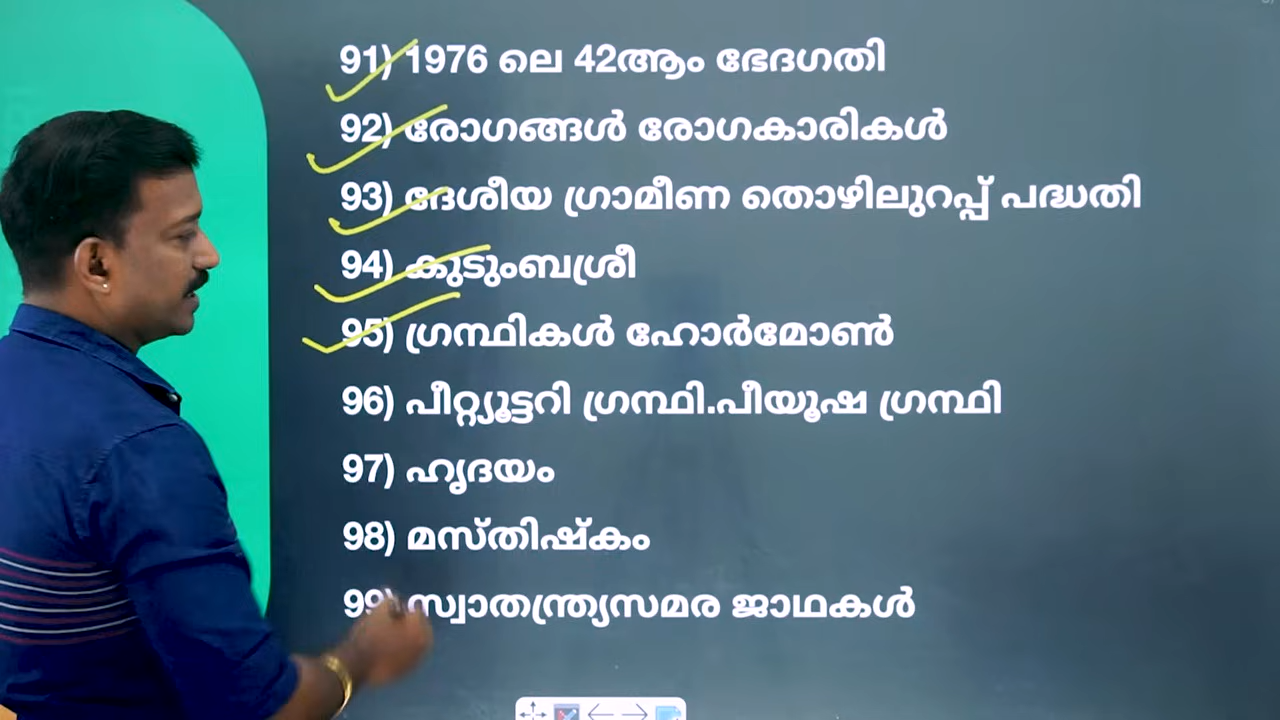 91) 1976 ലെ 42ആം ഭേദഗതി
92) രോഗങ്ങൾ രോഗകാരികൾ
93) ദേശീയ ഗ്രാമീണ തൊഴിലുറപ്പ് പദ്ധതി
94) കുടുംബശ്രീ
95) ഗ്രന്ഥികൾ ഹോർമോൺ
96) പീറ്റ്യൂട്ടറി ഗ്രന്ഥി.പീയൂഷ ഗ്രന്ഥി
97) ഹൃദയം
98) മസ്തിഷ്കം
99) സ്വാതന്ത്ര്യസമര ജാഥകൾ